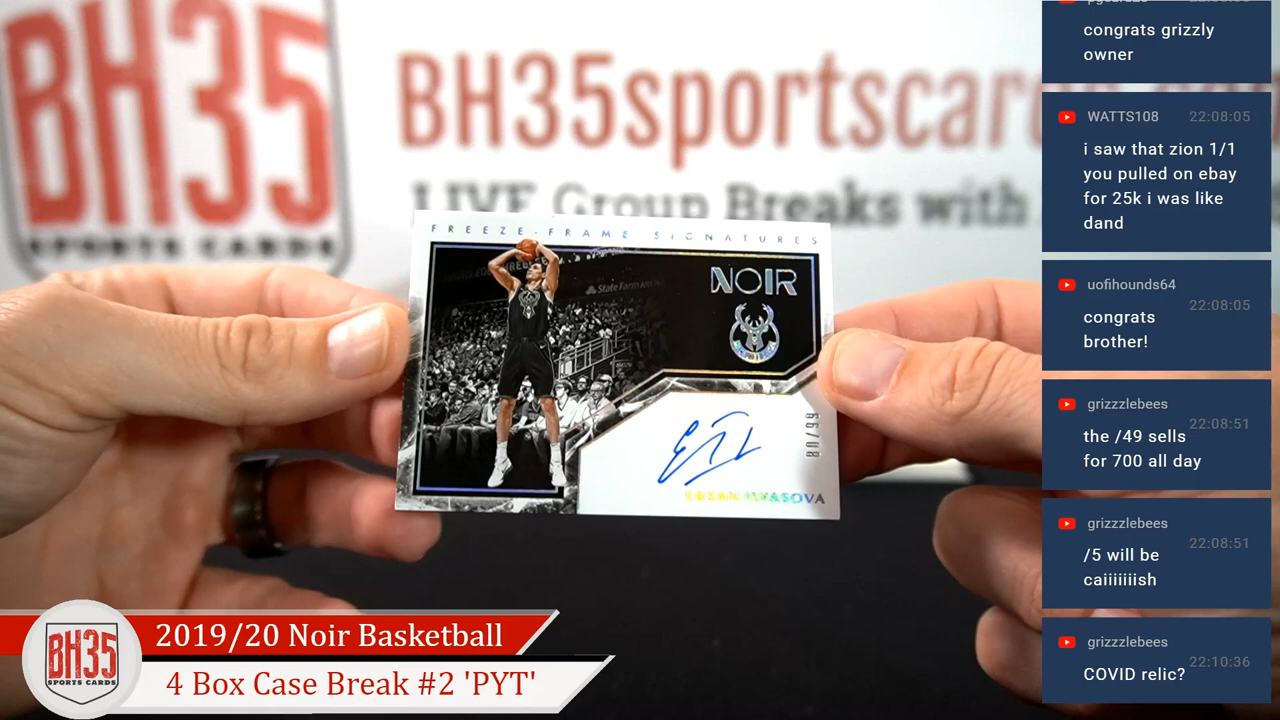 BH35
SPORTS CARDS
BH35sportscar
LIVE Group Breaks with
FREEZE-FRAME SIGNATURES
State Farm
NOIR
ERSAN ILYASOVA
BH35
SPORTS CARDS
2019/20 Noir Basketball
4 Box Case Break #2 'PYT'
congrats grizzly
owner
WATTS108 22:08:05
i saw that zion 1/1
you pulled on ebay
for 25k i was like
dand
uofihounds64
22:08:05
congrats
brother!
grizzzlebees
22:08:51
the /49 sells
for 700 all day
grizzzlebees
22:08:51
/5 will be
caiiiiiish
grizzzlebees
22:10:36
COVID relic?